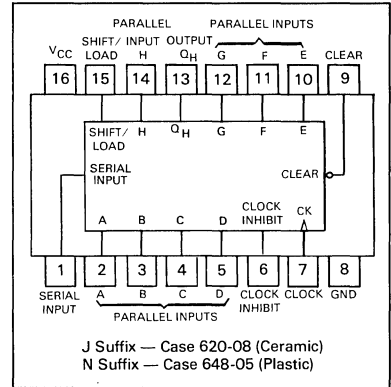 PARALLEL PARALLEL INPUTS
SHIFT/ INPUT OUTPUT
VCC LOAD H QH G F E CLEAR
16 15 14 13 12 11 10 9
SHIFT/ H QH G F E
LOAD
SERIAL
INPUT
CLEAR
CLOCK
INHIBIT CK
A B C D
1 2 3 4 5 6 7 8
SERIAL A B C D CLOCK CLOCK GND
INPUT INHIBIT
PARALLEL INPUTS
J Suffix — Case 620-08 (Ceramic)
N Suffix — Case 648-05 (Plastic)